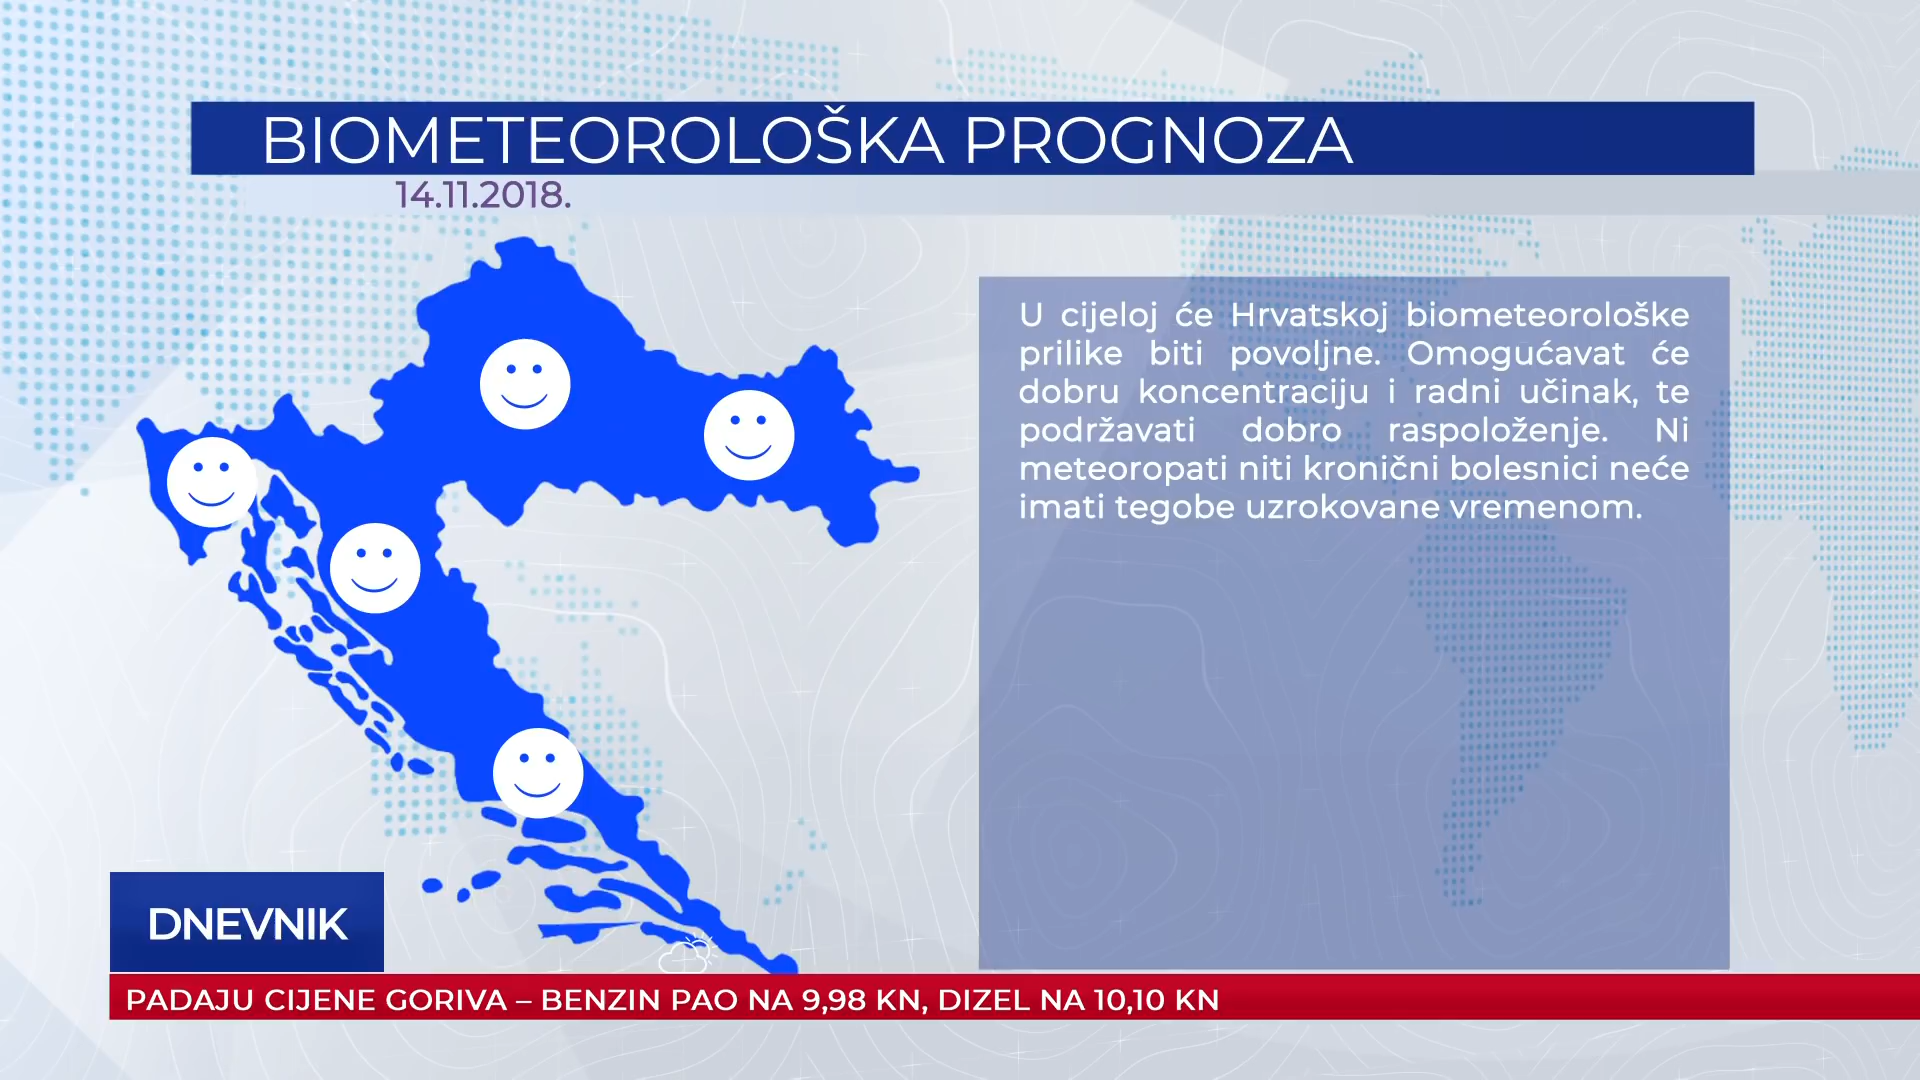 BIOMETEOROLOŠKA PROGNOZA
14.11.2018.
U cijeloj će Hrvatskoj biometeorološke
prilike biti povoljne. Omogućavat će
dobru koncentraciju i radni učinak, te
podržavati dobro raspoloženje. Ni
meteoropati niti kronični bolesnici neće
imati tegobe uzrokovane vremenom.
DNEVNIK
PADAJU CIJENE GORIVA – BENZIN PAO NA 9,98 KN, DIZEL NA 10,10 KN